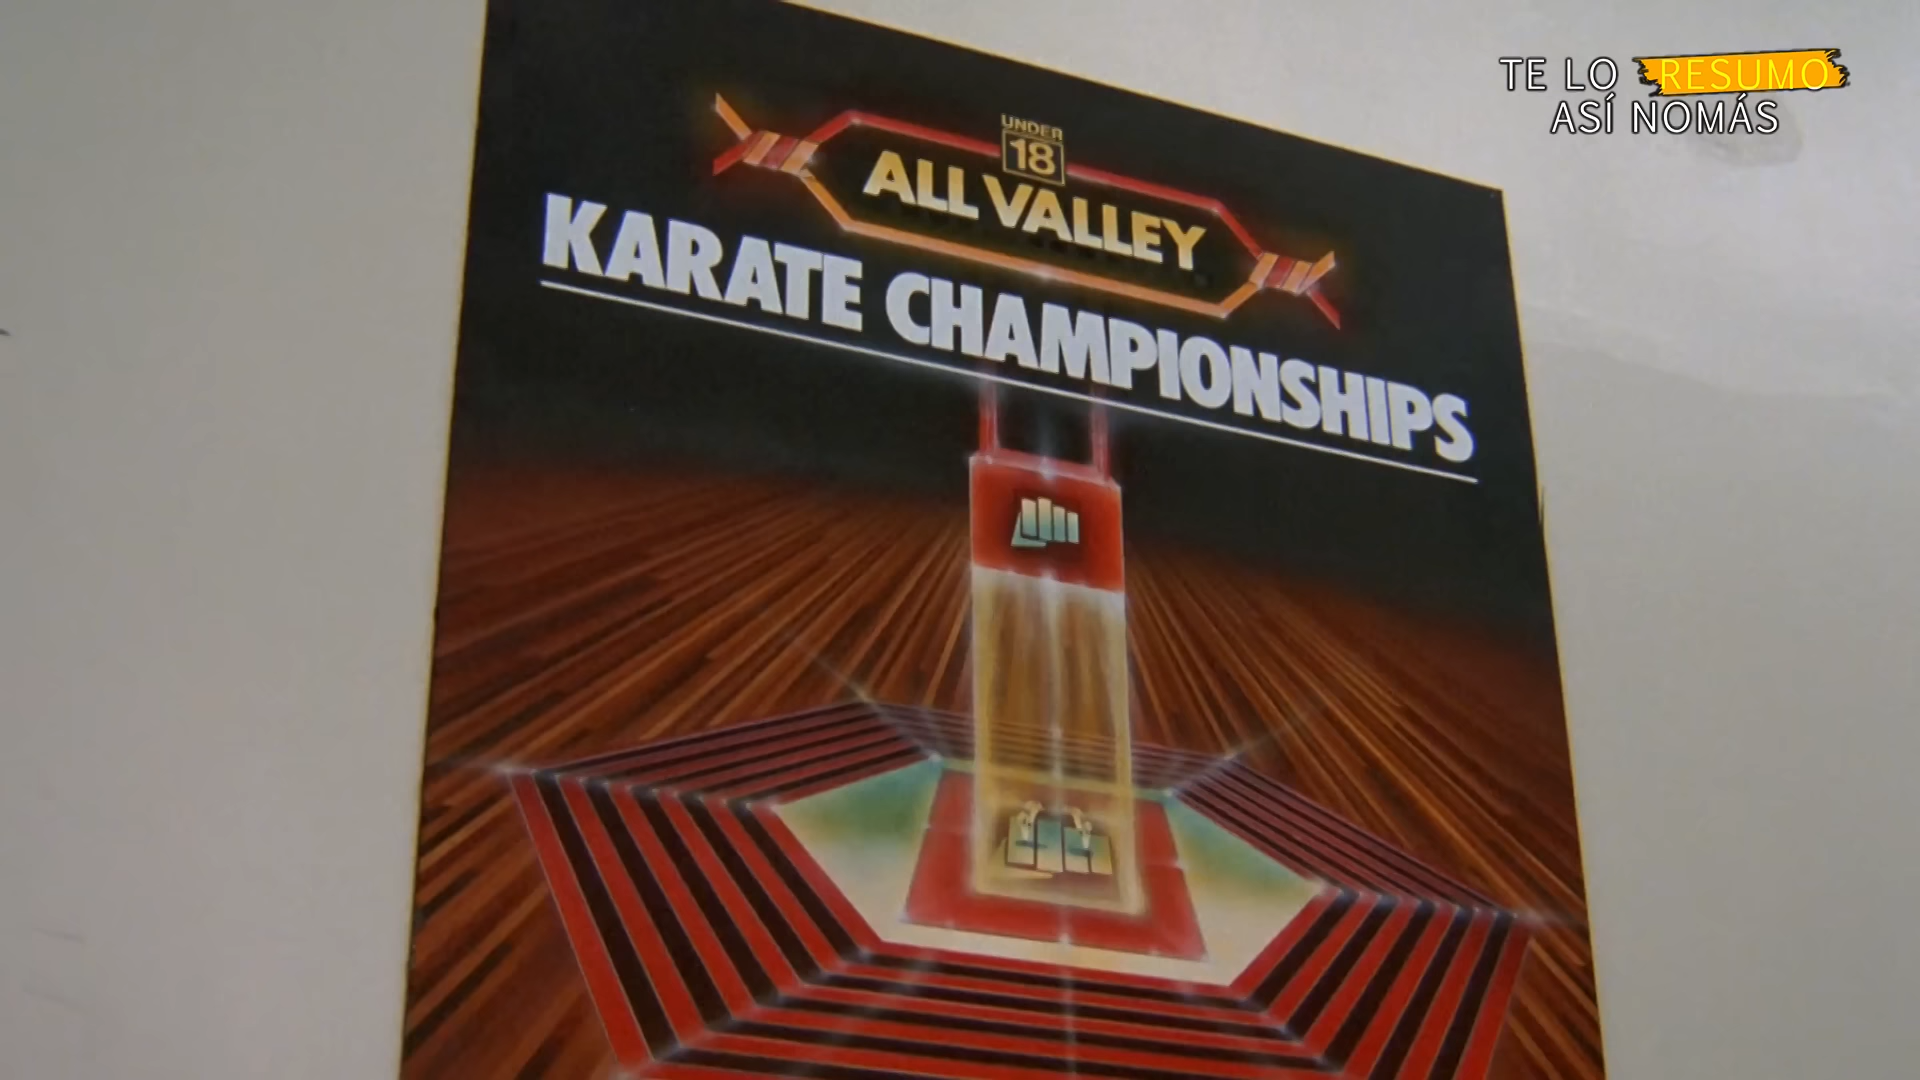 TE LO RESUMO
ASÍ NOMÁS
UNDER
18
ALL VALLEY
KARATE CHAMPIONSHIPS